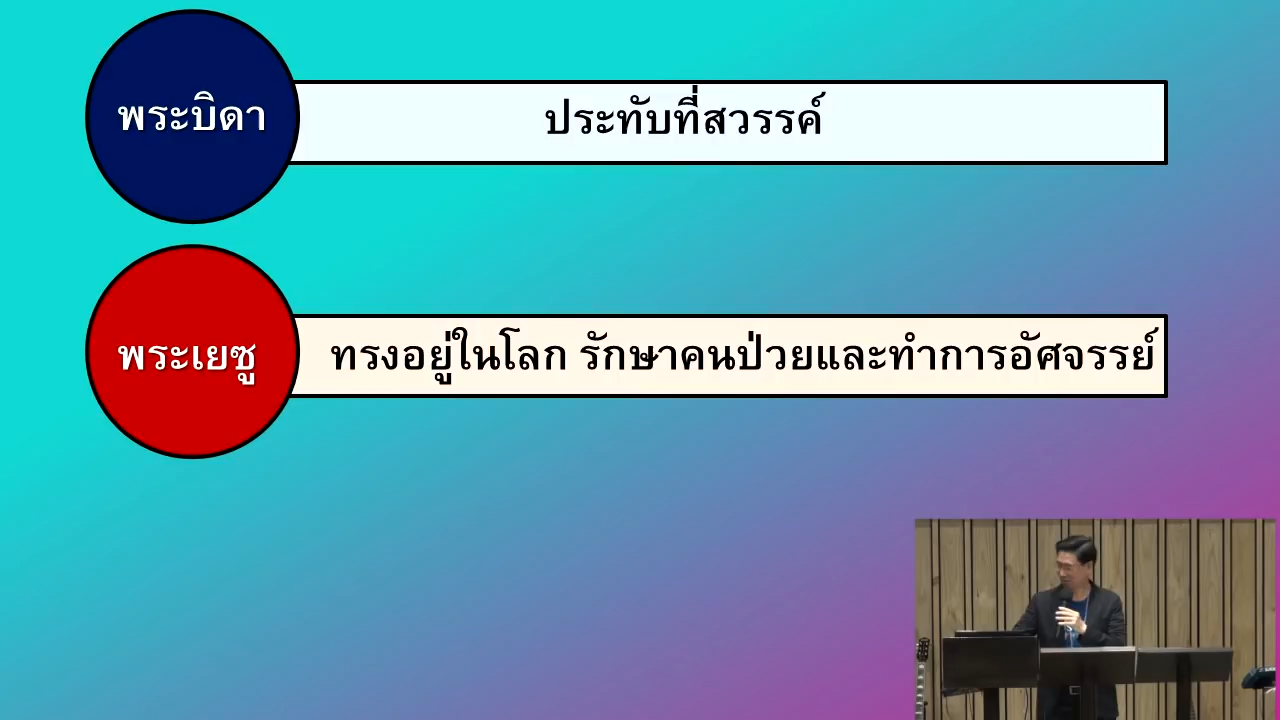 พระบิดา
ประทับที่สวรรค์
พระเยซู
ทรงอยู่ในโลก รักษาคนป่วยและทำการอัศจรรย์